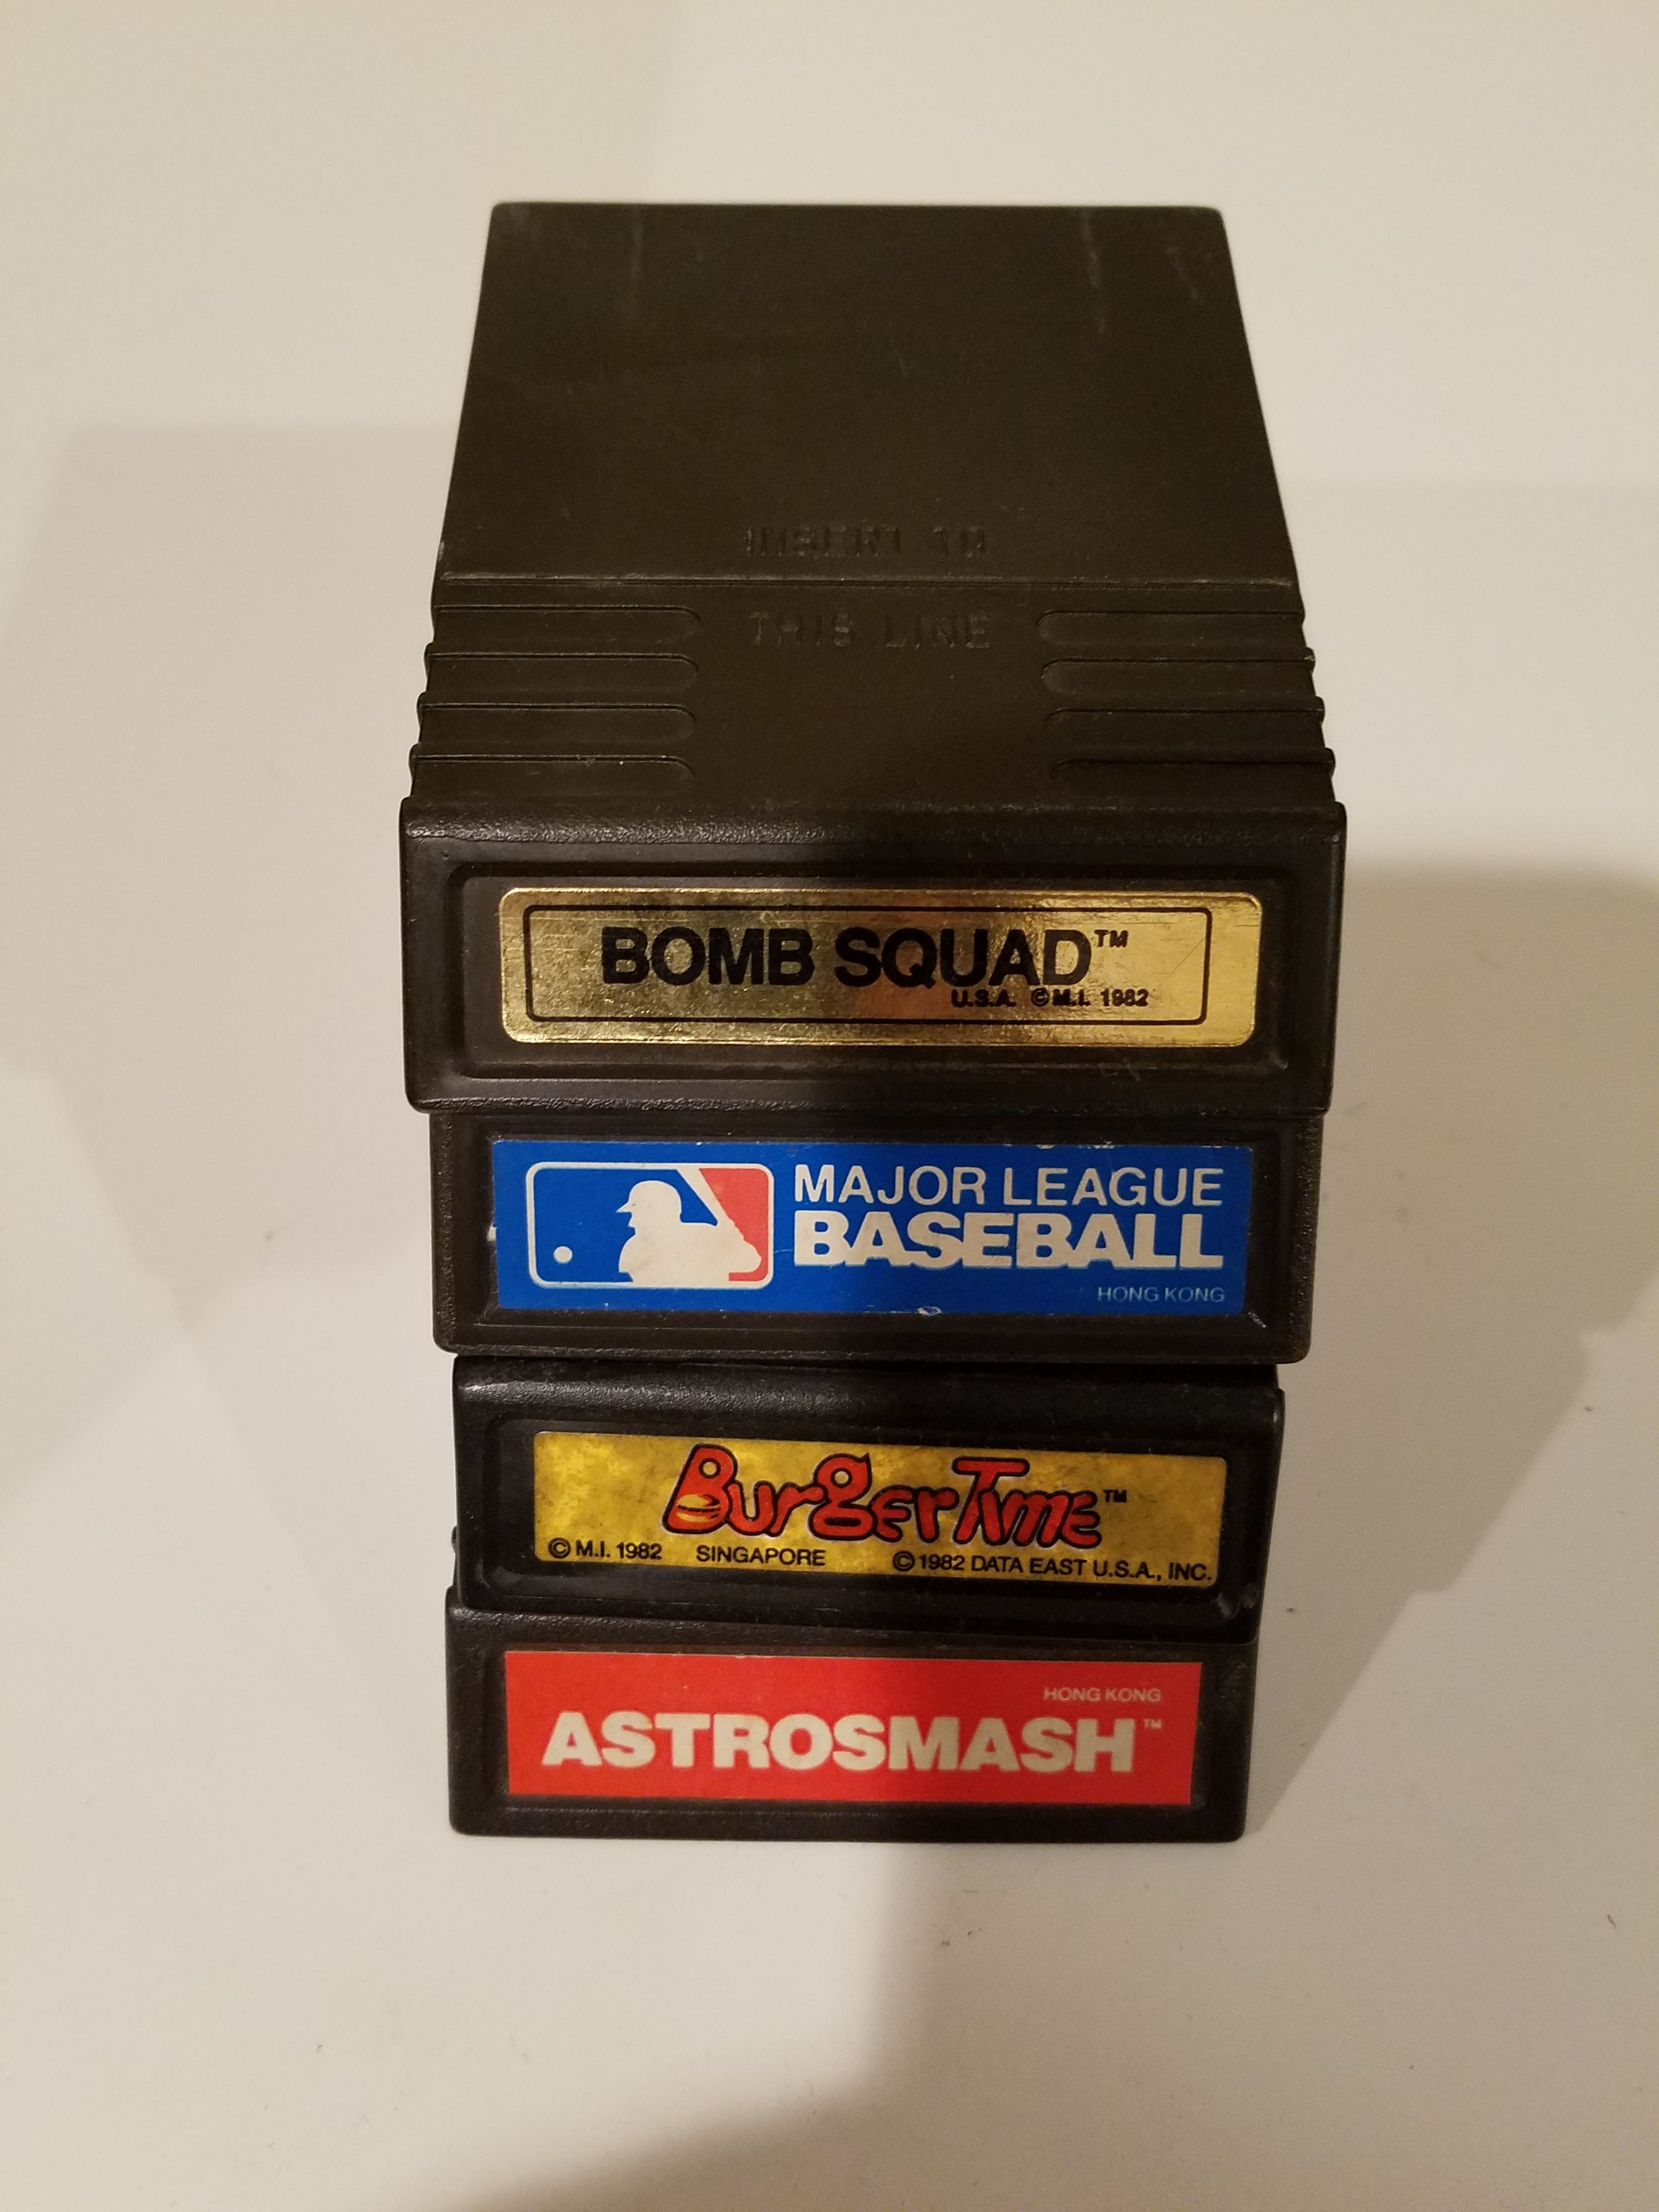 INSERT TO
THIS LINE
BOMB SQUAD™
U.S.A. ©M.I. 1982
MAJOR LEAGUE
BASEBALL
HONG KONG
BurgerTime™
©M.I. 1982 SINGAPORE ©1982 DATA EAST U.S.A., INC.
HONG KONG
ASTROSMASH™